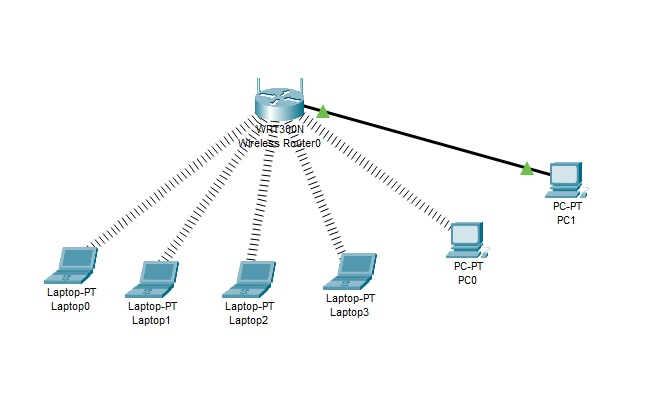 WRT300N
Wireless Router0
PC-PT
PC1
PC-PT
PC0
Laptop-PT
Laptop0
Laptop-PT
Laptop1
Laptop-PT
Laptop2
Laptop-PT
Laptop3